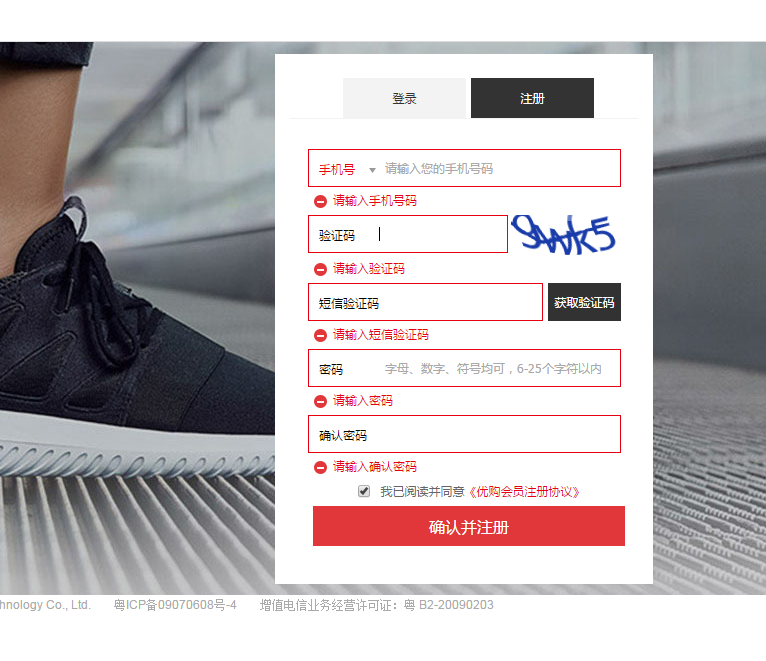 登录 注册
手机号 请输入您的手机号码
请输入手机号码
验证码
请输入验证码
短信验证码 获取验证码
请输入短信验证码
密码 字母、数字、符号均可，6-25个字符以内
请输入密码
确认密码
请输入确认密码
我已阅读并同意《优购会员注册协议》
确认并注册
hnology Co., Ltd. 粤ICP备09070608号-4 增值电信业务经营许可证：粤 B2-20090203